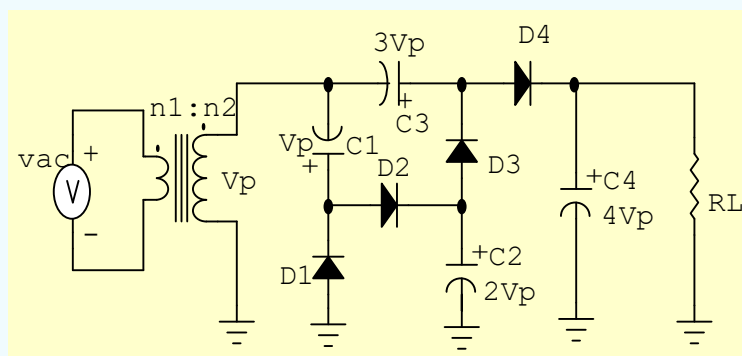 D4
3Vp
+
C3
n1:n2
vac
+
V
−
Vp
Vp
+
C1
D2
D3
D1
+C2
2Vp
+C4
4Vp
RL